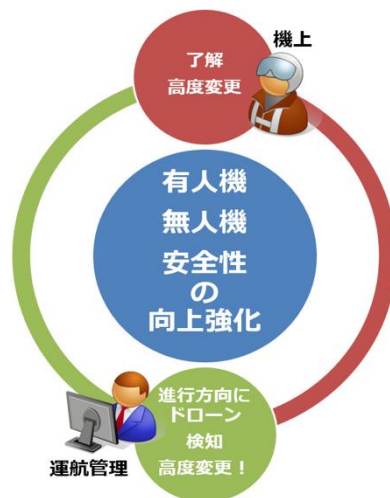 機上
了解
高度変更
有人機
無人機
安全性
の
向上強化
進行方向に
ドローン
検知
高度変更！
運航管理